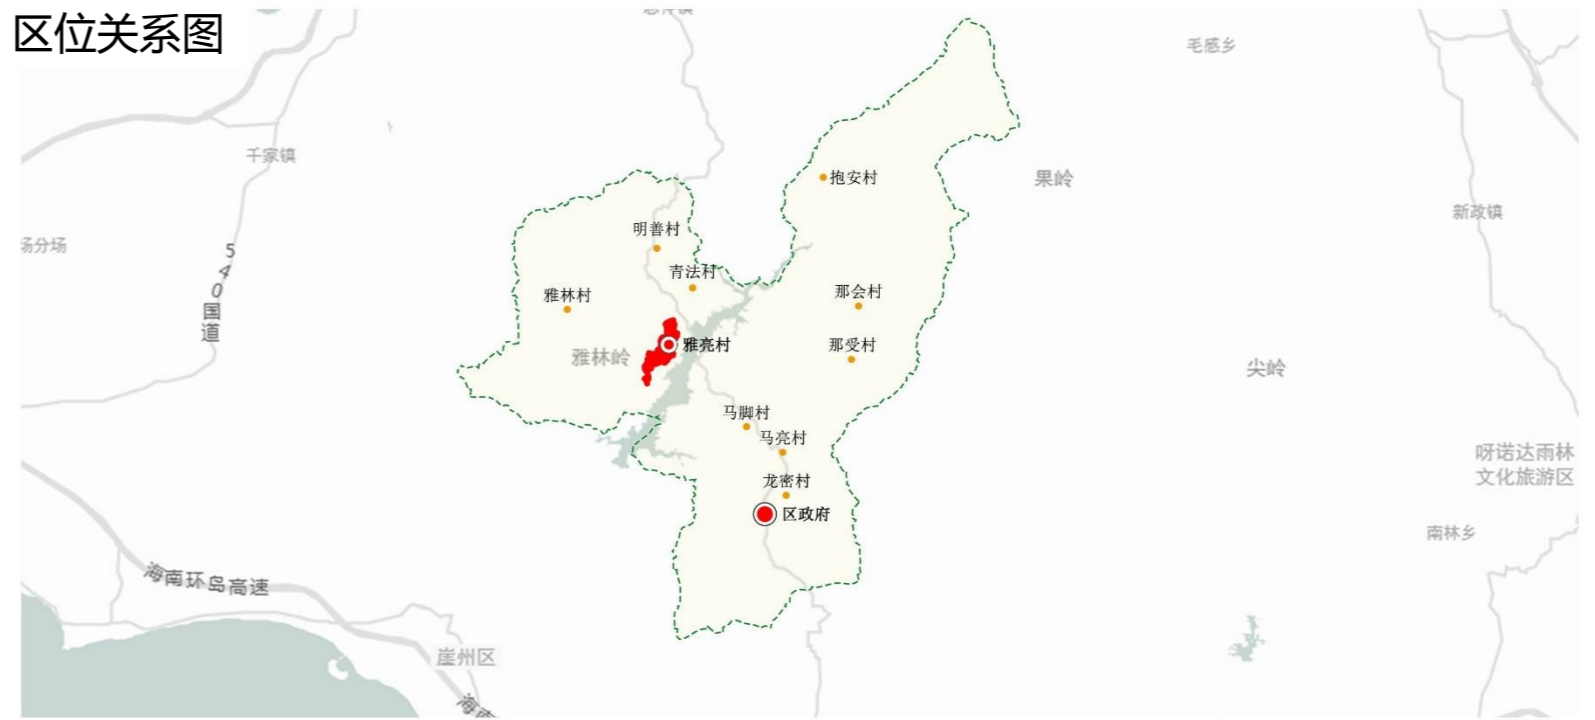 区位关系图
毛感乡
千家镇
抱安村
果岭
新政镇
明善村
场分场
540国道
青法村
雅林村
那会村
雅亮村
那受村
雅林岭
尖岭
马脚村
马亮村
呀诺达雨林
文化旅游区
龙密村
区政府
南林乡
海南环岛高速
崖州区
海南